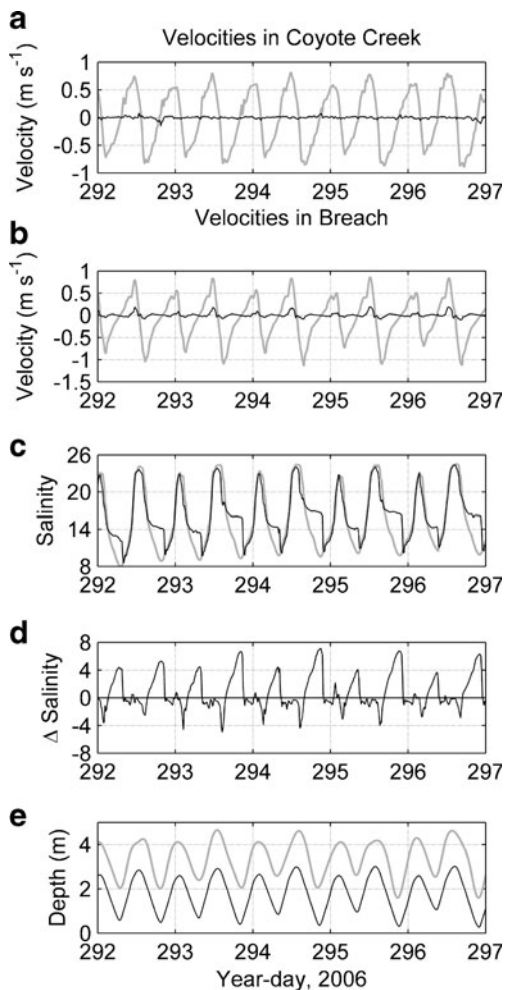 a
Velocities in Coyote Creek
Velocity (m s⁻¹)
1
0.5
0
-0.5
-1
292 293 294 295 296 297
b
Velocities in Breach
Velocity (m s⁻¹)
1
0.5
0
-0.5
-1
-1.5
292 293 294 295 296 297
c
Salinity
26
20
14
8
292 293 294 295 296 297
d
Δ Salinity
8
4
0
-4
-8
292 293 294 295 296 297
e
Depth (m)
4
2
0
292 293 294 295 296 297
Year-day, 2006